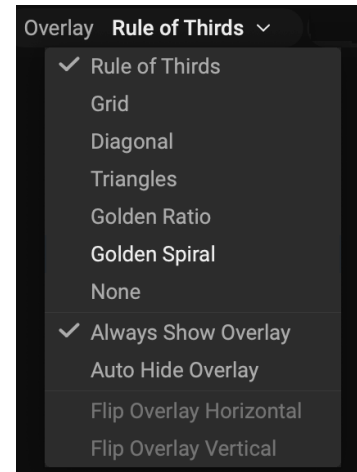 Overlay Rule of Thirds
Rule of Thirds
Grid
Diagonal
Triangles
Golden Ratio
Golden Spiral
None
Always Show Overlay
Auto Hide Overlay
Flip Overlay Horizontal
Flip Overlay Vertical